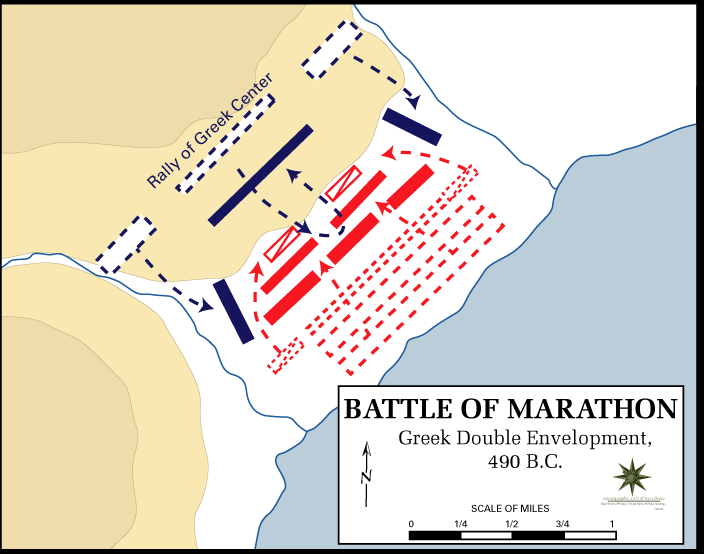 Rally of Greek Center
BATTLE OF MARATHON
Greek Double Envelopment,
490 B.C.
N
SCALE OF MILES
0 1/4 1/2 3/4 1